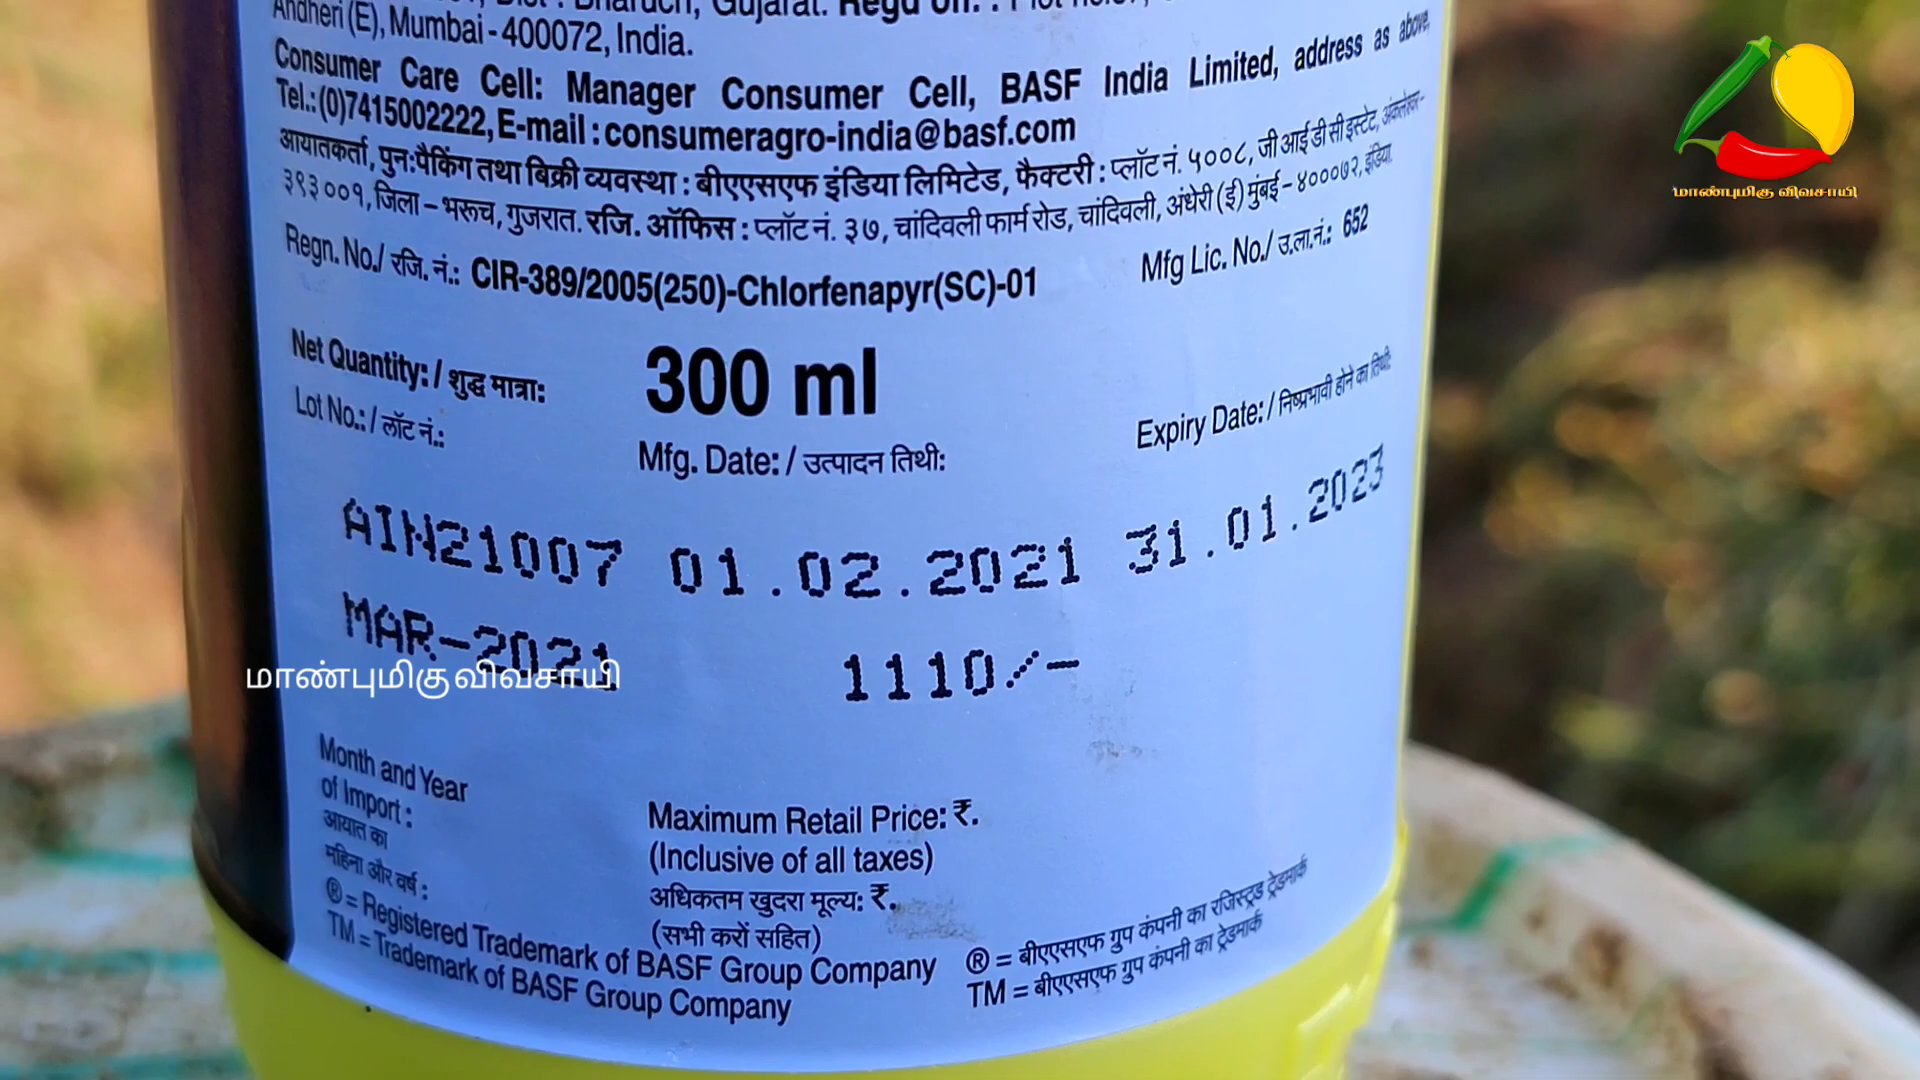 Gujarat. Regd
Andheri (E), Mumbai - 400072, India.
Consumer Care Cell: Manager Consumer Cell, BASF India Limited, address as above.
Tel.: (0)7415002222, E-mail : consumeragro-india@basf.com
आयातकर्ता, पुन:पैकिंग तथा बिक्री व्यवस्था : बीएएसएफ इंडिया लिमिटेड, फैक्टरी : प्लॉट नं. ५००८, जी आई डी सी इस्टेट, अंकलेश्वर -
३९३ ००१, जिला – भरूच, गुजरात. रजि. ऑफिस : प्लॉट नं. ३७, चांदिवली फार्म रोड, चांदिवली, अंधेरी (ई) मुंबई – ४०००७२, इंडिया.
Regn. No./ रजि. नं.: CIR-389/2005(250)-Chlorfenapyr(SC)-01
Mfg Lic. No./ उ.ला.नं.: 652
Net Quantity: / शुद्ध मात्रा: 300 ml
Lot No.: / लॉट नं.:
Mfg. Date: / उत्पादन तिथी:
Expiry Date: / निष्प्रभावी होने का तिथी:
AIN21007 01.02.2021 31.01.2023
MAR-2021 1110/-
மாண்புமிகு விவசாயி
Month and Year
of Import :
आयात का
महिना और वर्ष :
Maximum Retail Price: ₹.
(Inclusive of all taxes)
अधिकतम खुदरा मूल्य: ₹.
(सभी करों सहित)
® = Registered Trademark of BASF Group Company
TM = Trademark of BASF Group Company
® = बीएएसएफ ग्रुप कंपनी का रजिस्ट्रड ट्रेडमार्क
TM = बीएएसएफ ग्रुप कंपनी का ट्रेडमार्क
மாண்புமிகு விவசாயி